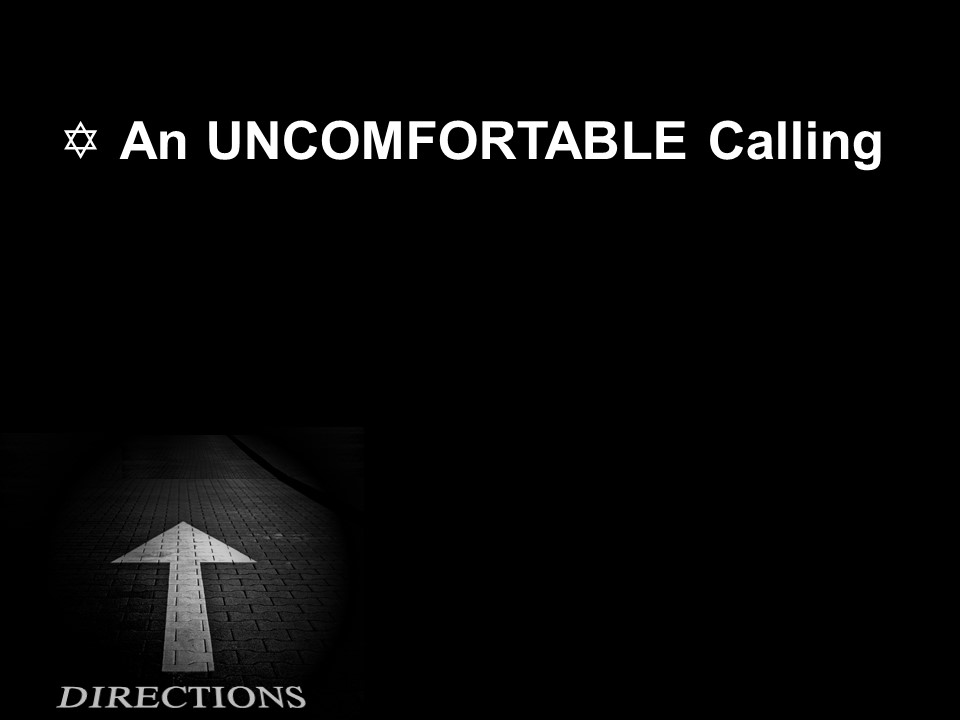 ✡ An UNCOMFORTABLE Calling
DIRECTIONS